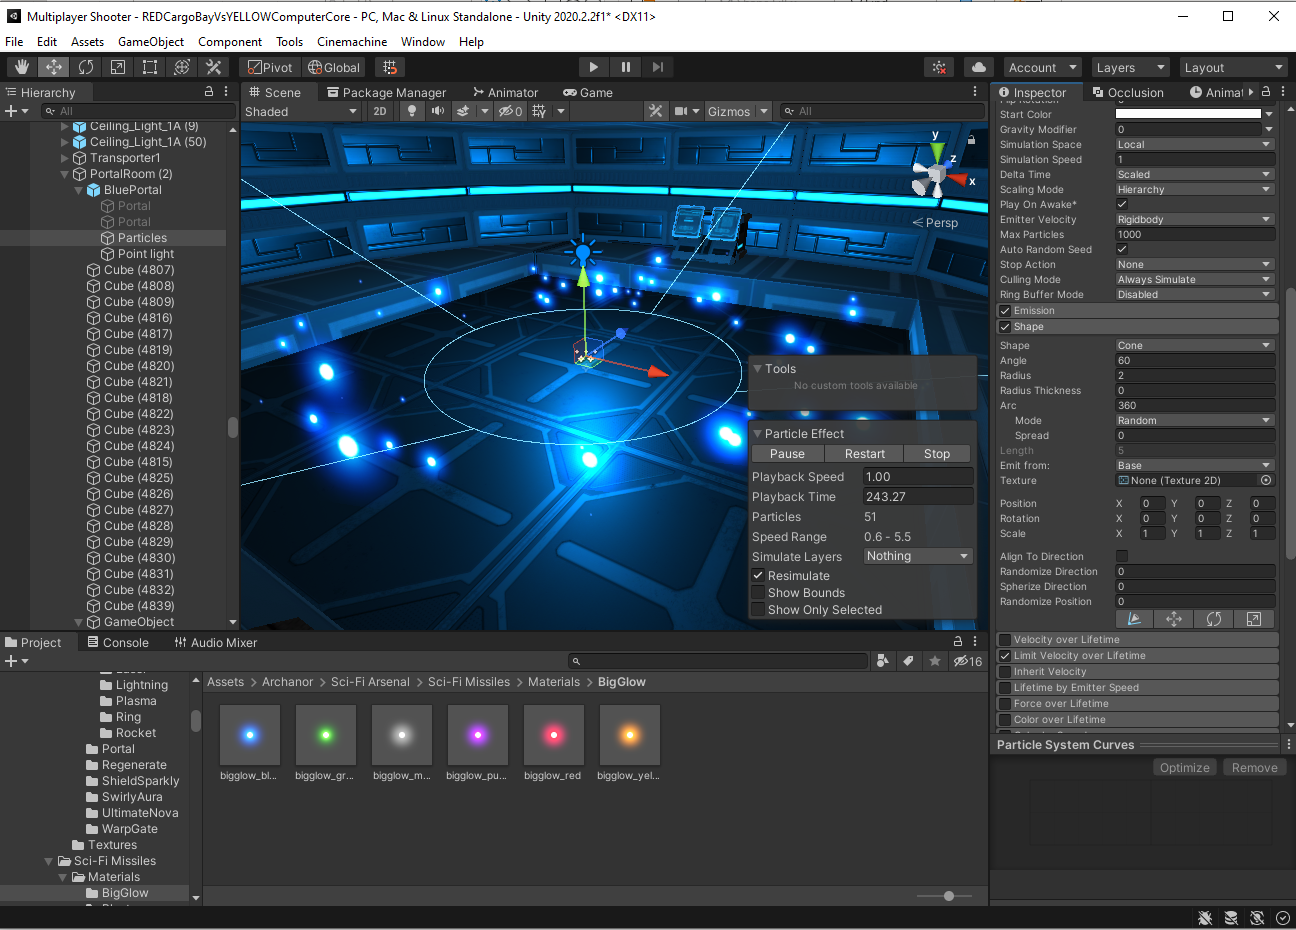 Multiplayer Shooter - REDCargoBayVsYELLOWComputerCore - PC, Mac & Linux Standalone - Unity 2020.2.2f1* <DX11>
File Edit Assets GameObject Component Tools Cinemachine Window Help
Pivot Global Account Layers Layout
Hierarchy
All
Ceiling_Light_1A (9)
Ceiling_Light_1A (50)
Transporter1
PortalRoom (2)
BluePortal
Portal
Portal
Particles
Point light
Cube (4807)
Cube (4808)
Cube (4809)
Cube (4816)
Cube (4817)
Cube (4819)
Cube (4820)
Cube (4821)
Cube (4818)
Cube (4822)
Cube (4823)
Cube (4824)
Cube (4815)
Cube (4825)
Cube (4826)
Cube (4827)
Cube (4828)
Cube (4829)
Cube (4830)
Cube (4831)
Cube (4832)
Cube (4839)
GameObject
Scene Package Manager Animator Game
Shaded 2D 0 Gizmos All
y
z
x
Persp
Tools
No custom tools available
Particle Effect
Pause Restart Stop
Playback Speed 1.00
Playback Time 243.27
Particles 51
Speed Range 0.6 - 5.5
Simulate Layers Nothing
Resimulate
Show Bounds
Show Only Selected
Inspector Occlusion Animat
Start Color
Gravity Modifier 0
Simulation Space Local
Simulation Speed 1
Delta Time Scaled
Scaling Mode Hierarchy
Play On Awake*
Emitter Velocity Rigidbody
Max Particles 1000
Auto Random Seed
Stop Action None
Culling Mode Always Simulate
Ring Buffer Mode Disabled
Emission
Shape
Shape Cone
Angle 60
Radius 2
Radius Thickness 0
Arc 360
Mode Random
Spread 0
Length 5
Emit from: Base
Texture None (Texture 2D)
Position X 0 Y 0 Z 0
Rotation X 0 Y 0 Z 0
Scale X 1 Y 1 Z 1
Align To Direction
Randomize Direction 0
Spherize Direction 0
Randomize Position 0
Velocity over Lifetime
Limit Velocity over Lifetime
Inherit Velocity
Lifetime by Emitter Speed
Force over Lifetime
Color over Lifetime
Particle System Curves
Optimize Remove
Project Console Audio Mixer
16
Lightning
Plasma
Ring
Rocket
Portal
Regenerate
ShieldSparkly
SwirlyAura
UltimateNova
WarpGate
Textures
Sci-Fi Missiles
Materials
BigGlow
Assets > Archanor > Sci-Fi Arsenal > Sci-Fi Missiles > Materials > BigGlow
bigglow_bl... bigglow_gr... bigglow_m... bigglow_pu... bigglow_red bigglow_yel...